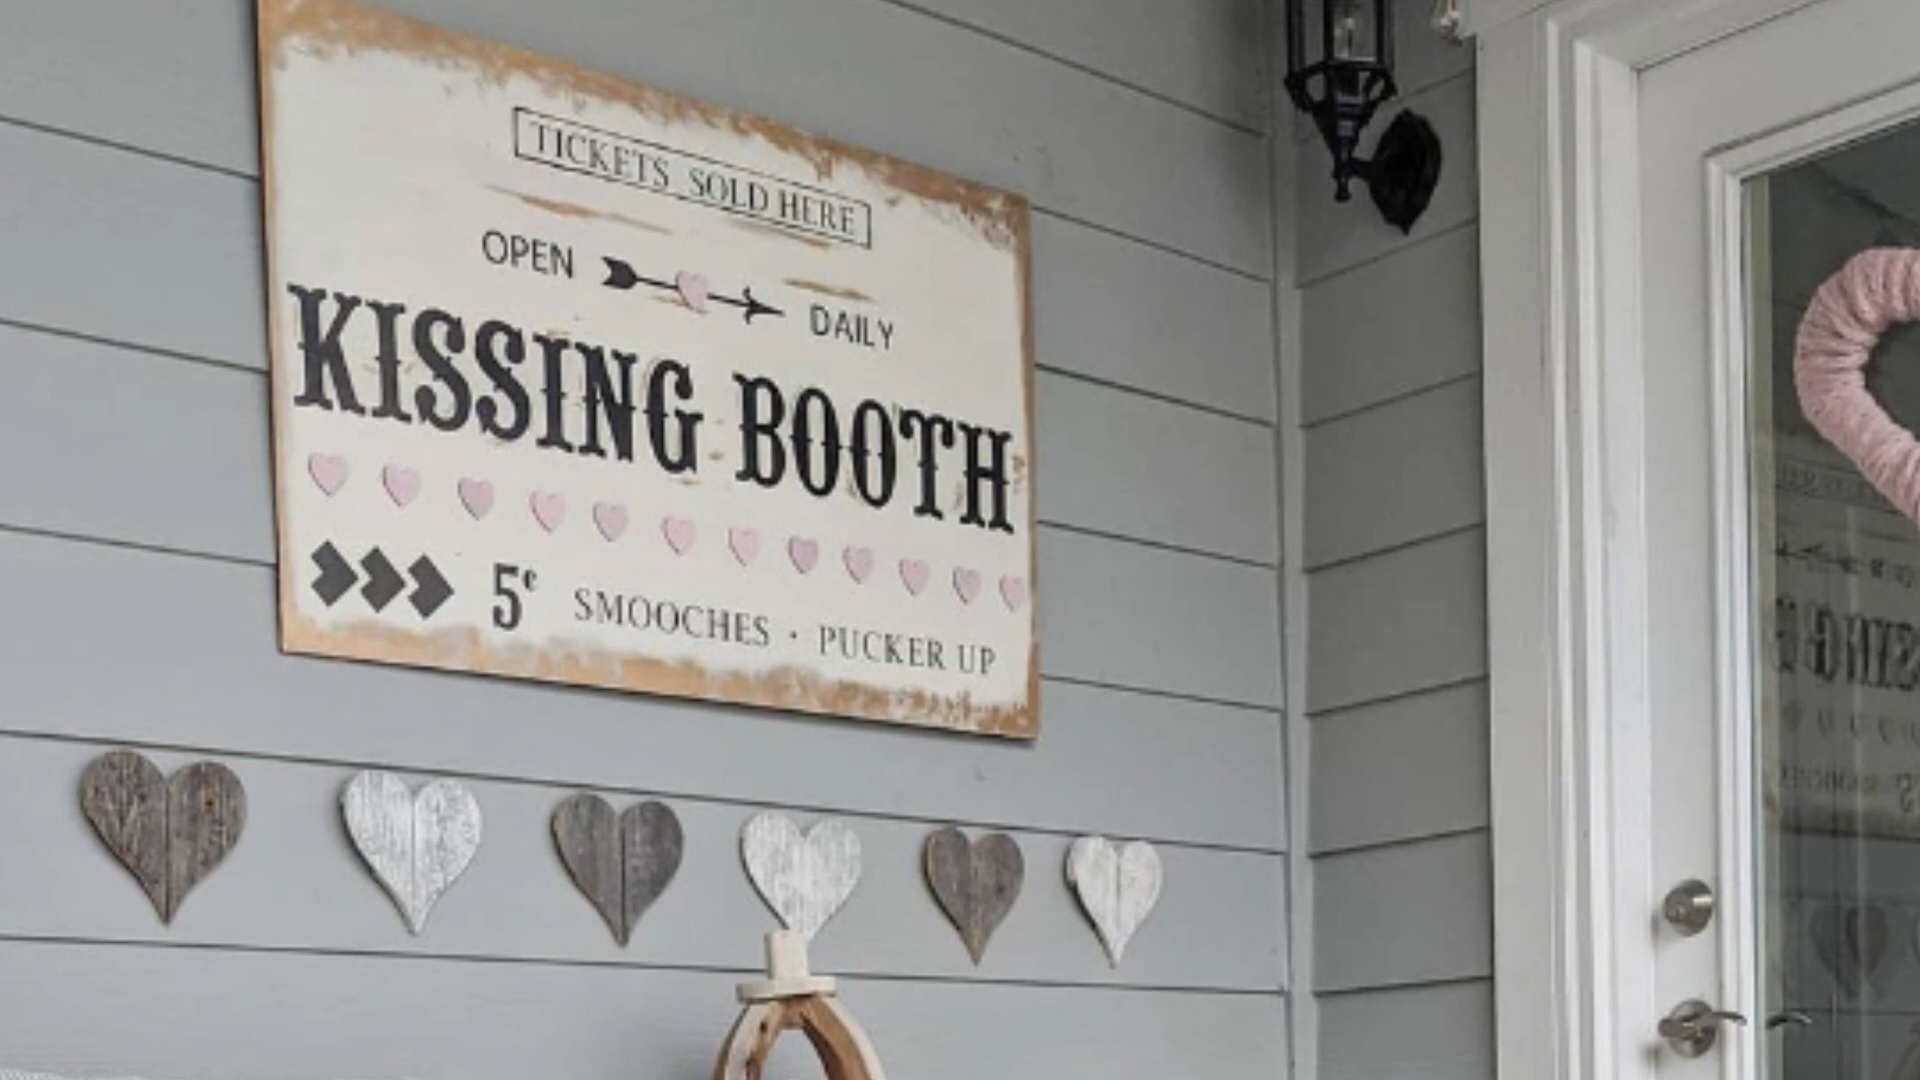 TICKETS SOLD HERE
OPEN DAILY
KISSING BOOTH
5¢ SMOOCHES · PUCKER UP